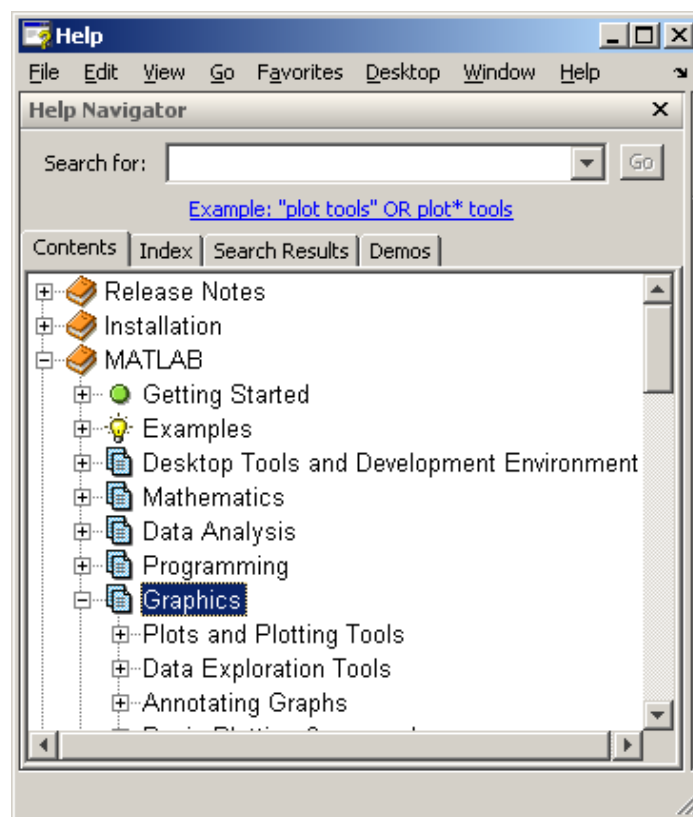 Help
File Edit View Go Favorites Desktop Window Help
Help Navigator
Search for: Go
Example: "plot tools" OR plot* tools
Contents Index Search Results Demos
Release Notes
Installation
MATLAB
Getting Started
Examples
Desktop Tools and Development Environment
Mathematics
Data Analysis
Programming
Graphics
Plots and Plotting Tools
Data Exploration Tools
Annotating Graphs